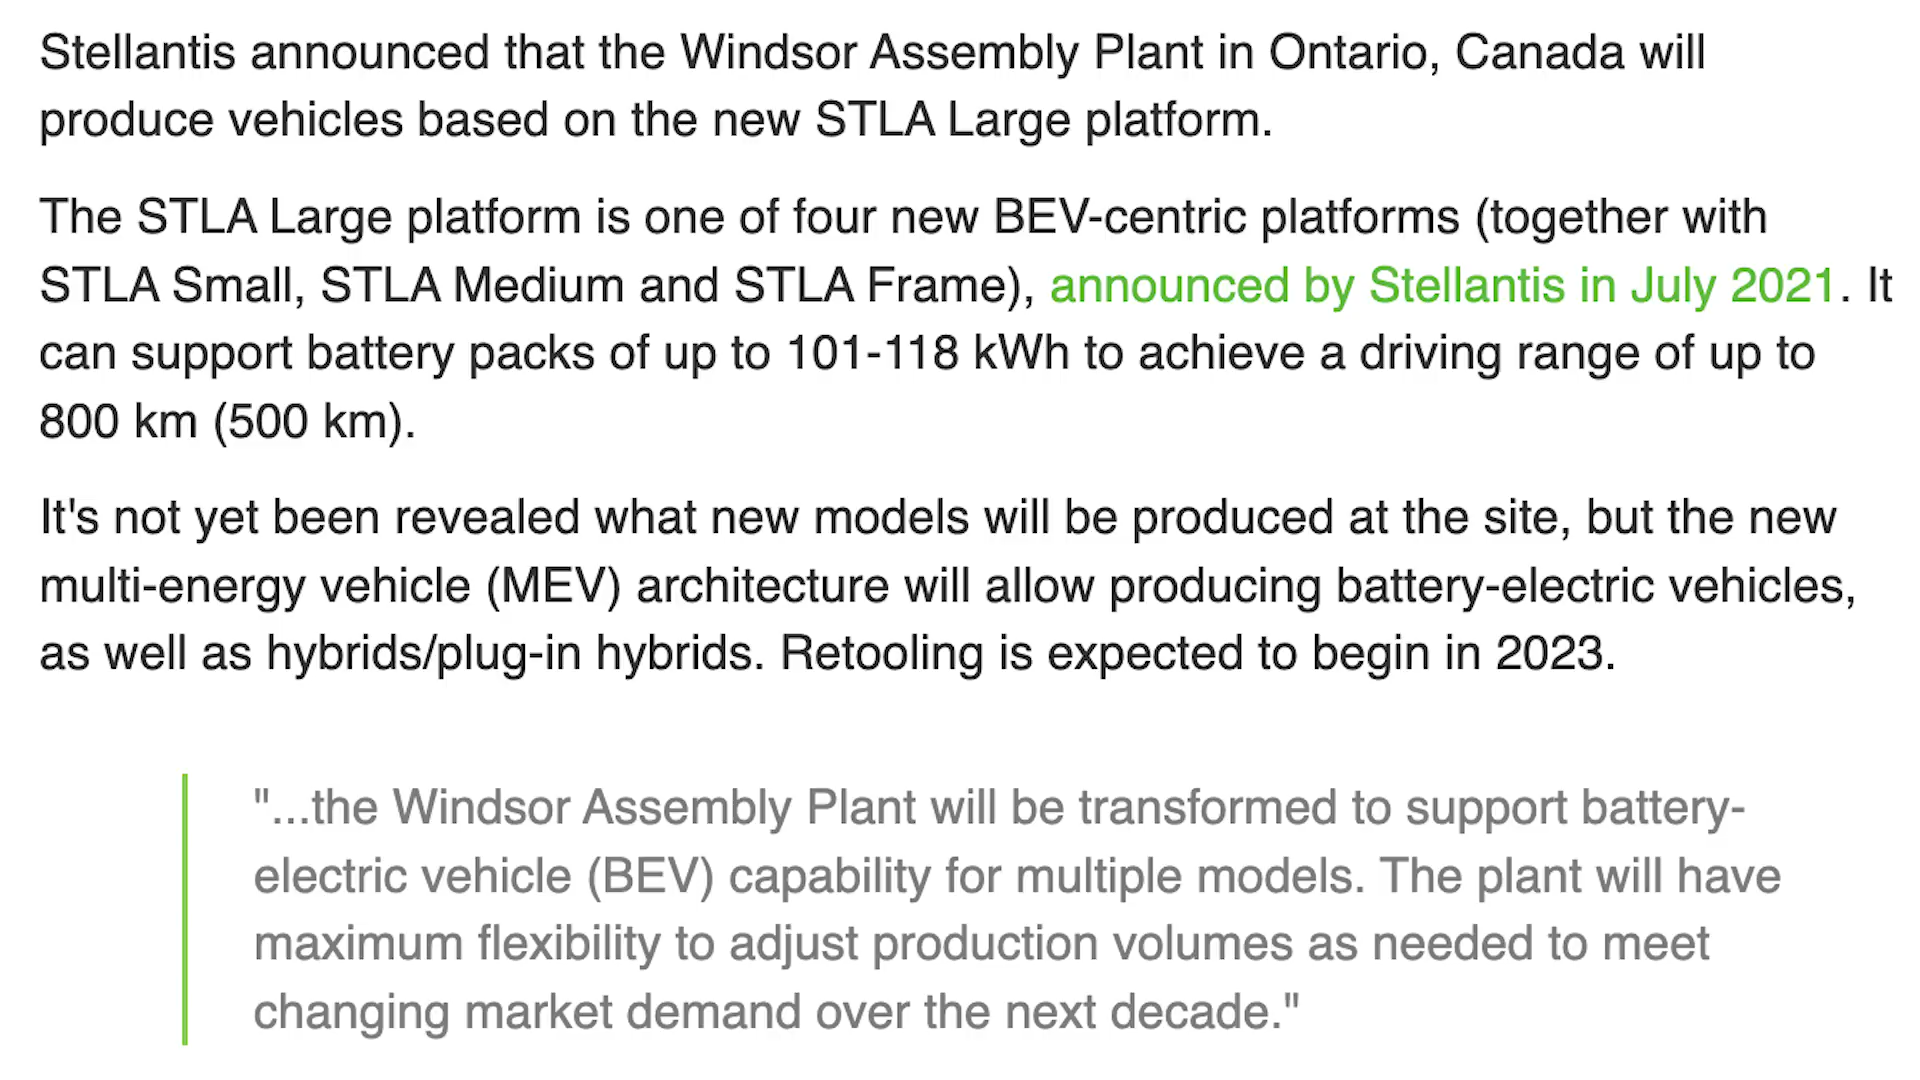 Stellantis announced that the Windsor Assembly Plant in Ontario, Canada will
produce vehicles based on the new STLA Large platform.
The STLA Large platform is one of four new BEV-centric platforms (together with
STLA Small, STLA Medium and STLA Frame), announced by Stellantis in July 2021. It
can support battery packs of up to 101-118 kWh to achieve a driving range of up to
800 km (500 km).
It's not yet been revealed what new models will be produced at the site, but the new
multi-energy vehicle (MEV) architecture will allow producing battery-electric vehicles,
as well as hybrids/plug-in hybrids. Retooling is expected to begin in 2023.
"...the Windsor Assembly Plant will be transformed to support battery-
electric vehicle (BEV) capability for multiple models. The plant will have
maximum flexibility to adjust production volumes as needed to meet
changing market demand over the next decade."